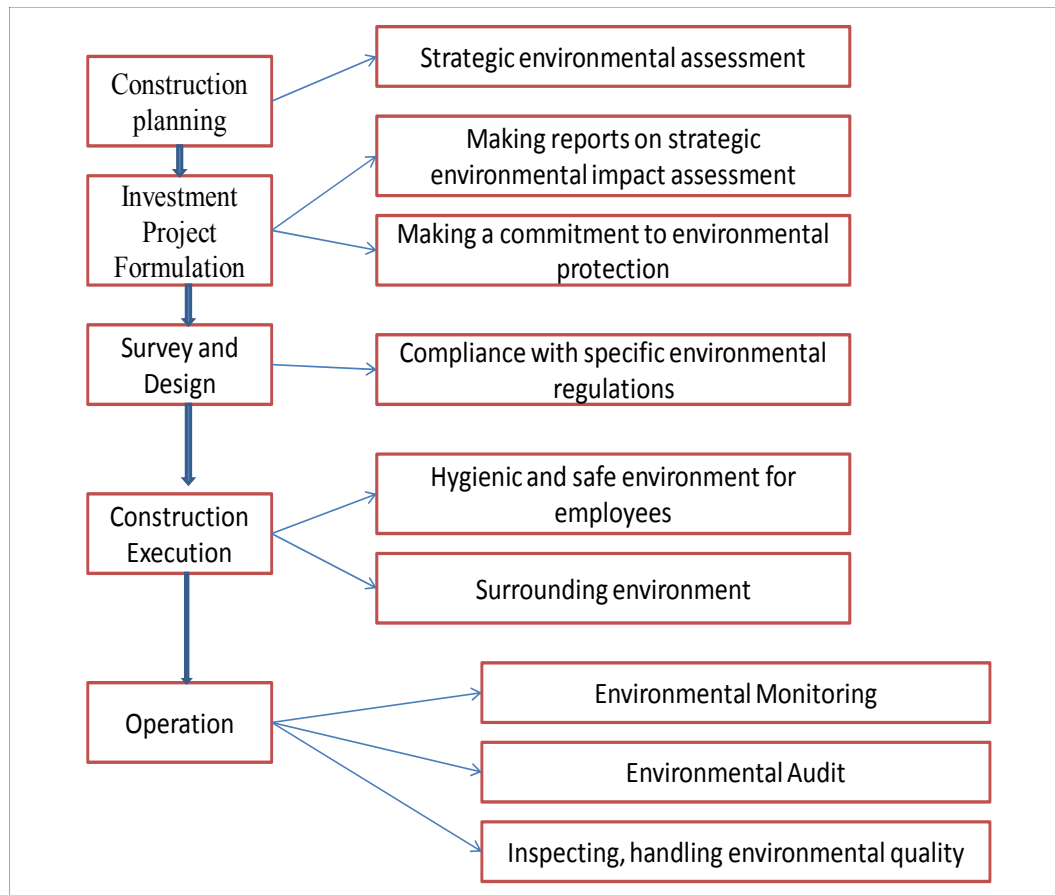 Construction
planning
Strategic environmental assessment
Investment
Project
Formulation
Making reports on strategic
environmental impact assessment
Making a commitment to environmental
protection
Survey and
Design
Compliance with specific environmental
regulations
Construction
Execution
Hygienic and safe environment for
employees
Surrounding environment
Operation
Environmental Monitoring
Environmental Audit
Inspecting, handling environmental quality